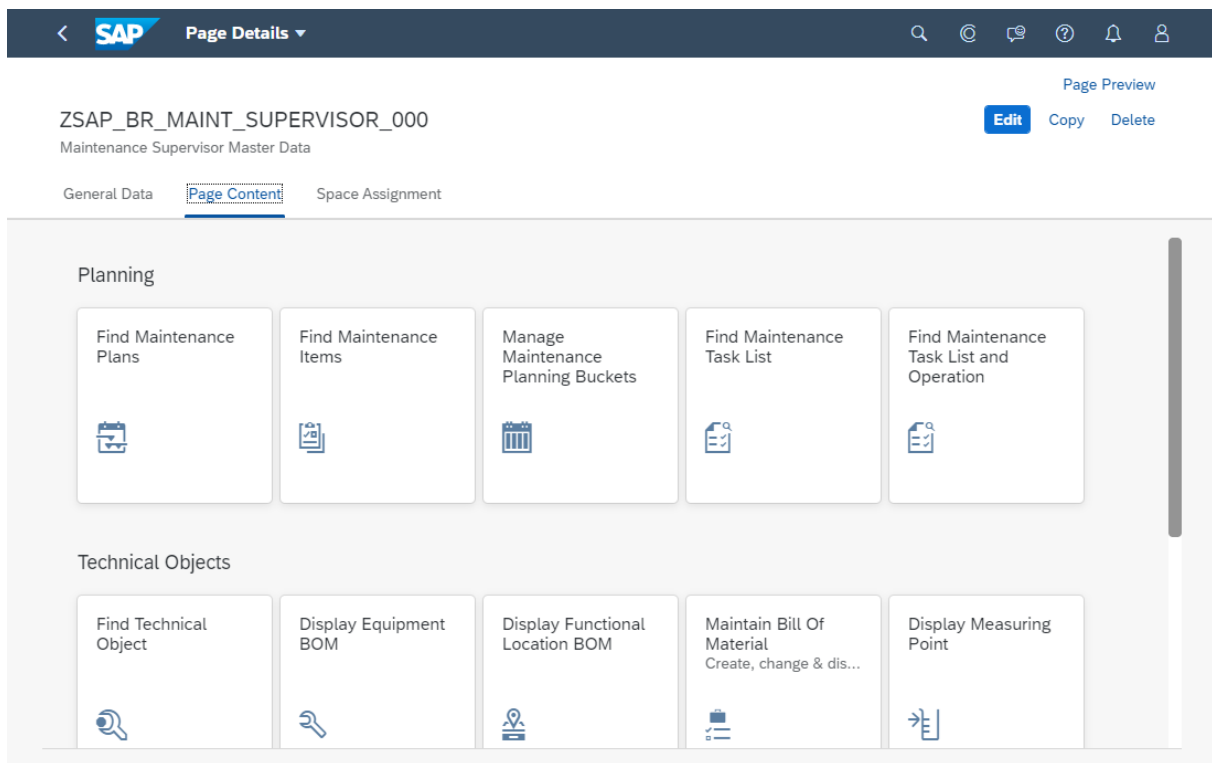 SAP Page Details
Page Preview
ZSAP_BR_MAINT_SUPERVISOR_000
Edit Copy Delete
Maintenance Supervisor Master Data
General Data Page Content Space Assignment
Planning
Find Maintenance
Plans
Find Maintenance
Items
Manage
Maintenance
Planning Buckets
Find Maintenance
Task List
Find Maintenance
Task List and
Operation
Technical Objects
Find Technical
Object
Display Equipment
BOM
Display Functional
Location BOM
Maintain Bill Of
Material
Create, change & dis...
Display Measuring
Point